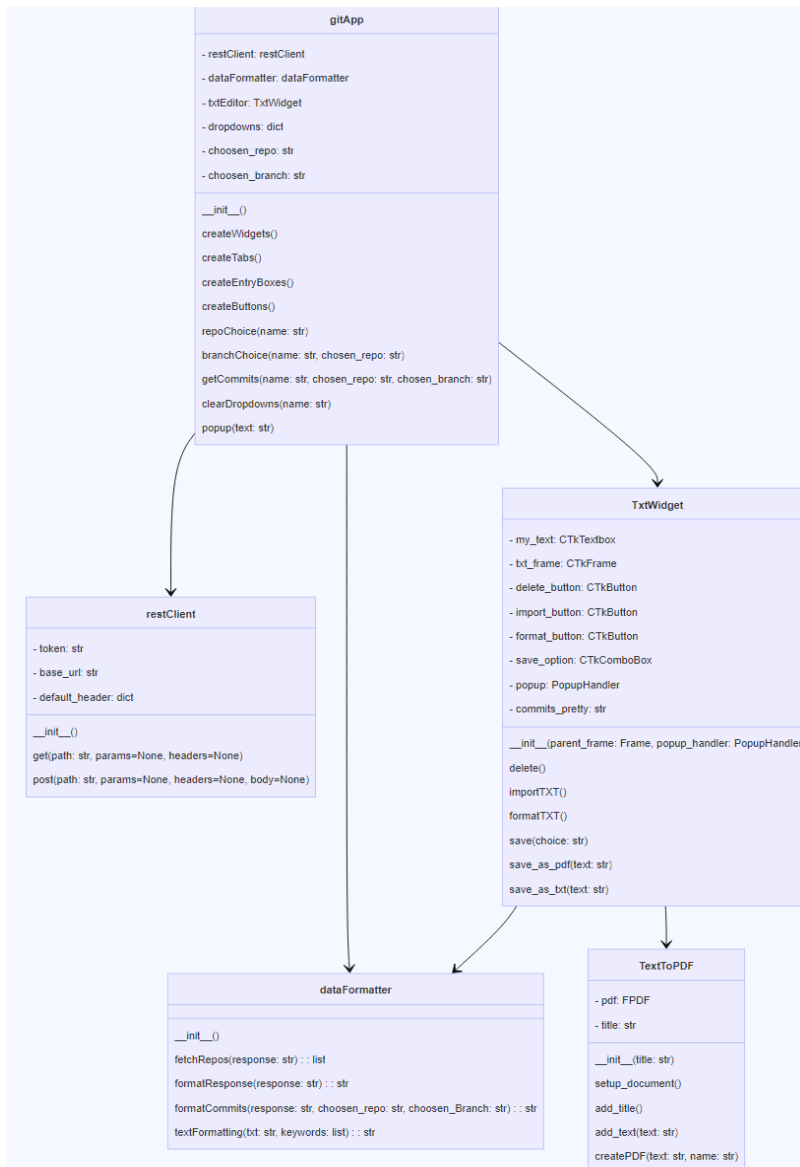 gitApp
- restClient: restClient
- dataFormatter: dataFormatter
- txtEditor: TxtWidget
- dropdowns: dict
- choosen_repo: str
- choosen_branch: str
__init__()
createWidgets()
createTabs()
createEntryBoxes()
createButtons()
repoChoice(name: str)
branchChoice(name: str, chosen_repo: str)
getCommits(name: str, chosen_repo: str, chosen_branch: str)
clearDropdowns(name: str)
popup(text: str)
restClient
- token: str
- base_url: str
- default_header: dict
__init__()
get(path: str, params=None, headers=None)
post(path: str, params=None, headers=None, body=None)
TxtWidget
- my_text: CTkTextbox
- txt_frame: CTkFrame
- delete_button: CTkButton
- import_button: CTkButton
- format_button: CTkButton
- save_option: CTkComboBox
- popup: PopupHandler
- commits_pretty: str
__init__(parent_frame: Frame, popup_handler: PopupHandler
delete()
importTXT()
formatTXT()
save(choice: str)
save_as_pdf(text: str)
save_as_txt(text: str)
dataFormatter
__init__()
fetchRepos(response: str) : : list
formatResponse(response: str) : : str
formatCommits(response: str, choosen_repo: str, choosen_Branch: str) : : str
textFormatting(txt: str, keywords: list) : : str
TextToPDF
- pdf: FPDF
- title: str
__init__(title: str)
setup_document()
add_title()
add_text(text: str)
createPDF(text: str, name: str)